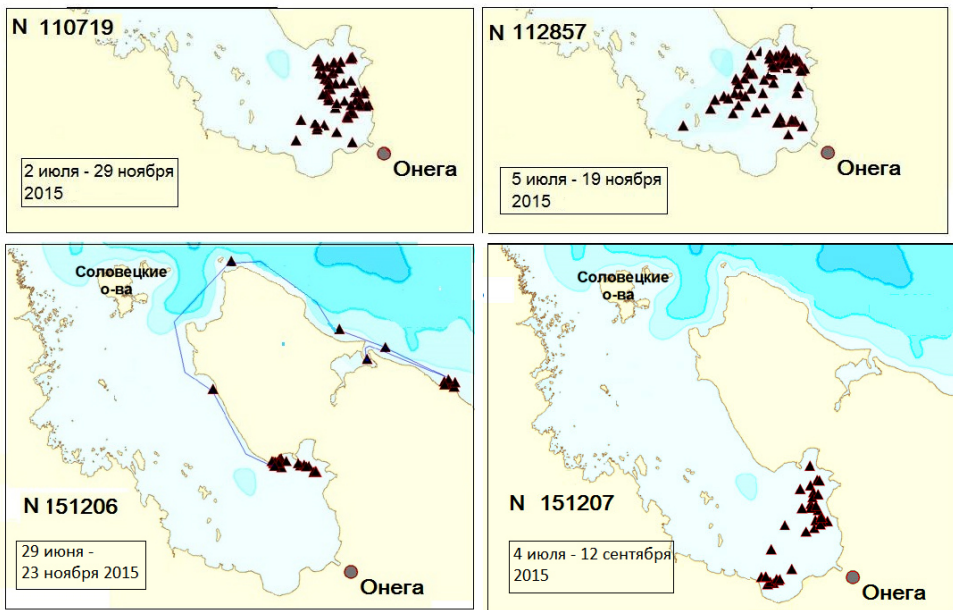 N 110719
Онега
2 июля - 29 ноября
2015
N 112857
Онега
5 июля - 19 ноября
2015
Соловецкие
о-ва
N 151206
29 июня -
23 ноября 2015
Онега
Соловецкие
о-ва
N 151207
4 июля - 12 сентября
2015
Онега